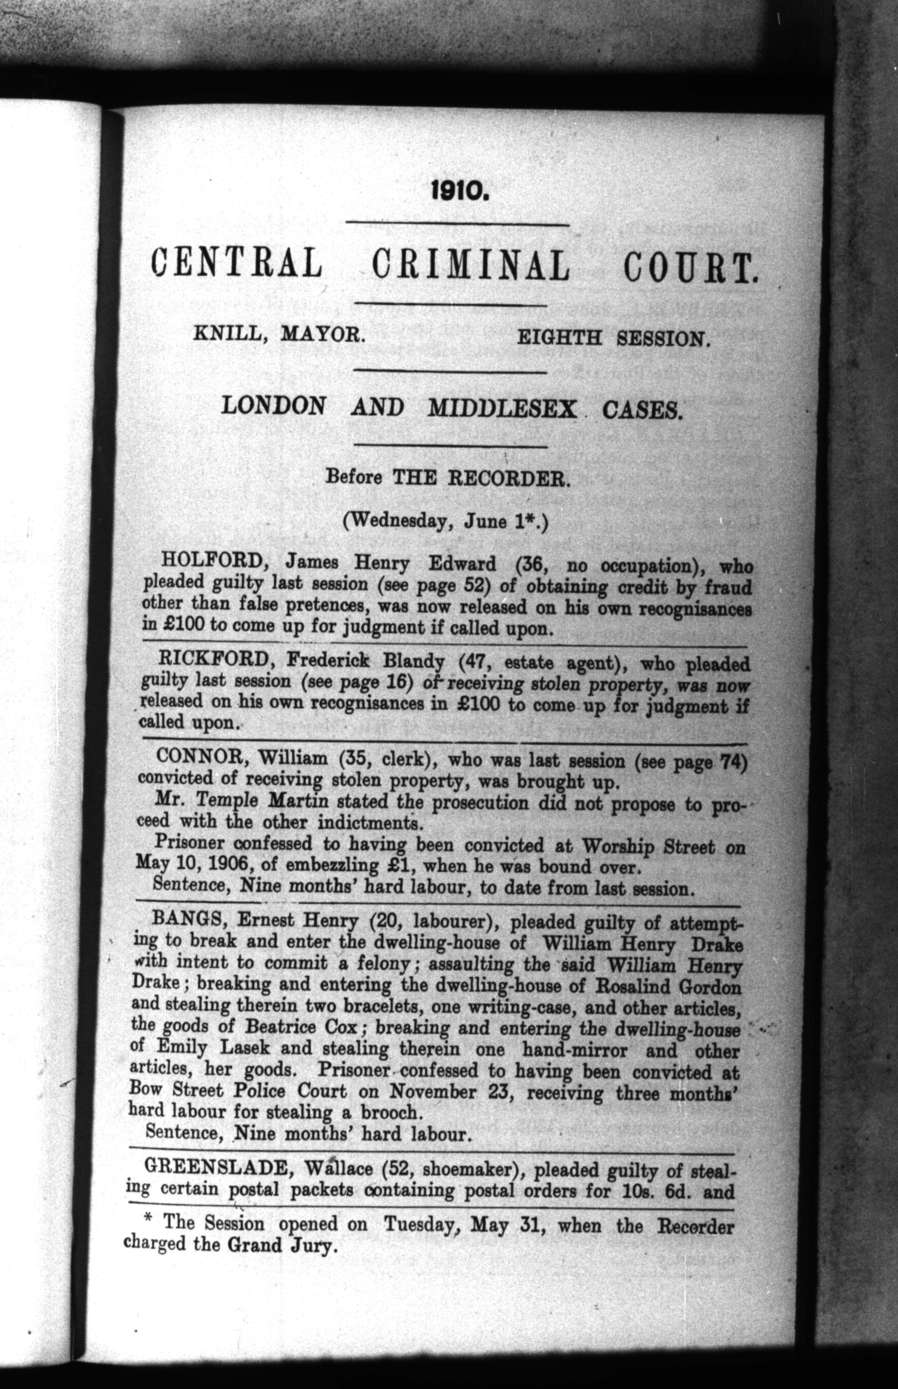 1910.
CENTRAL CRIMINAL COURT.
KNILL, MAYOR. EIGHTH SESSION.
LONDON AND MIDDLESEX CASES.
Before THE RECORDER.
(Wednesday, June 1*.)
HOLFORD, James Henry Edward (36, no occupation), who
pleaded guilty last session (see page 52) of obtaining credit by fraud
other than false pretences, was now released on his own recognisances
in £100 to come up for judgment if called upon.
RICKFORD, Frederick Blandy (47, estate agent), who pleaded
guilty last session (see page 16) of receiving stolen property, was now
released on his own recognisances in £100 to come up for judgment if
called upon.
CONNOR, William (35, clerk), who was last session (see page 74)
convicted of receiving stolen property, was brought up.
Mr. Temple Martin stated the prosecution did not propose to pro-
ceed with the other indictments.
Prisoner confessed to having been convicted at Worship Street on
May 10, 1906, of embezzling £1, when he was bound over.
Sentence, Nine months' hard labour, to date from last session.
BANGS, Ernest Henry (20, labourer), pleaded guilty of attempt-
ing to break and enter the dwelling-house of William Henry Drake
with intent to commit a felony; assaulting the said William Henry
Drake; breaking and entering the dwelling-house of Rosalind Gordon
and stealing therein two bracelets, one writing-case, and other articles,
the goods of Beatrice Cox; breaking and entering the dwelling-house
of Emily Lasek and stealing therein one hand-mirror and other
articles, her goods. Prisoner confessed to having been convicted at
Bow Street Police Court on November 23, receiving three months'
hard labour for stealing a brooch.
Sentence, Nine months' hard labour.
GREENSLADE, Wallace (52, shoemaker), pleaded guilty of steal-
ing certain postal packets containing postal orders for 10s. 6d. and
* The Session opened on Tuesday, May 31, when the Recorder
charged the Grand Jury.